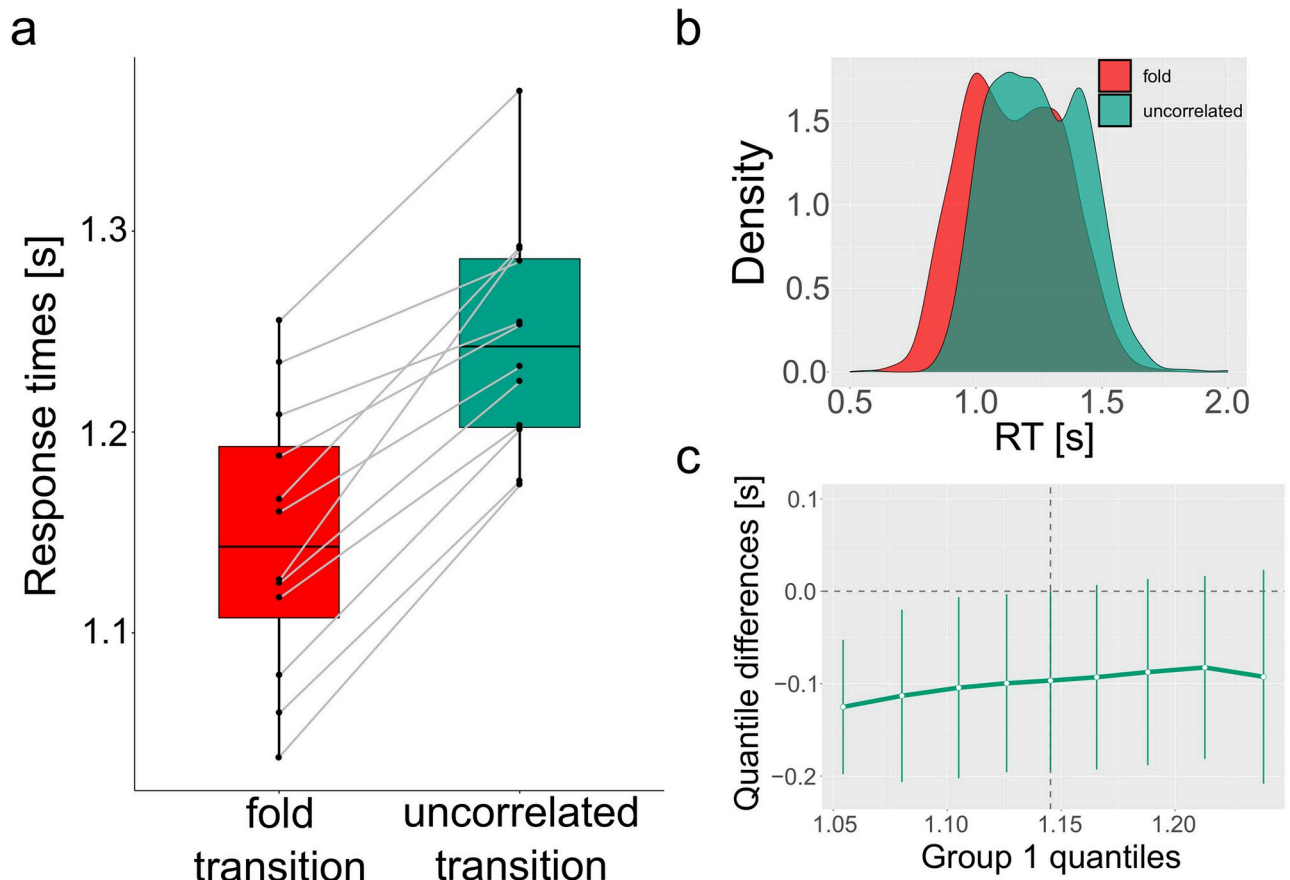 a
Response times [s]
1.3
1.2
1.1
fold
transition
uncorrelated
transition
b
Density
1.5
1.0
0.5
0.0
fold
uncorrelated
0.5 1.0 1.5 2.0
RT [s]
c
Quantile differences [s]
0.1
0.0
−0.1
−0.2
1.05 1.10 1.15 1.20
Group 1 quantiles